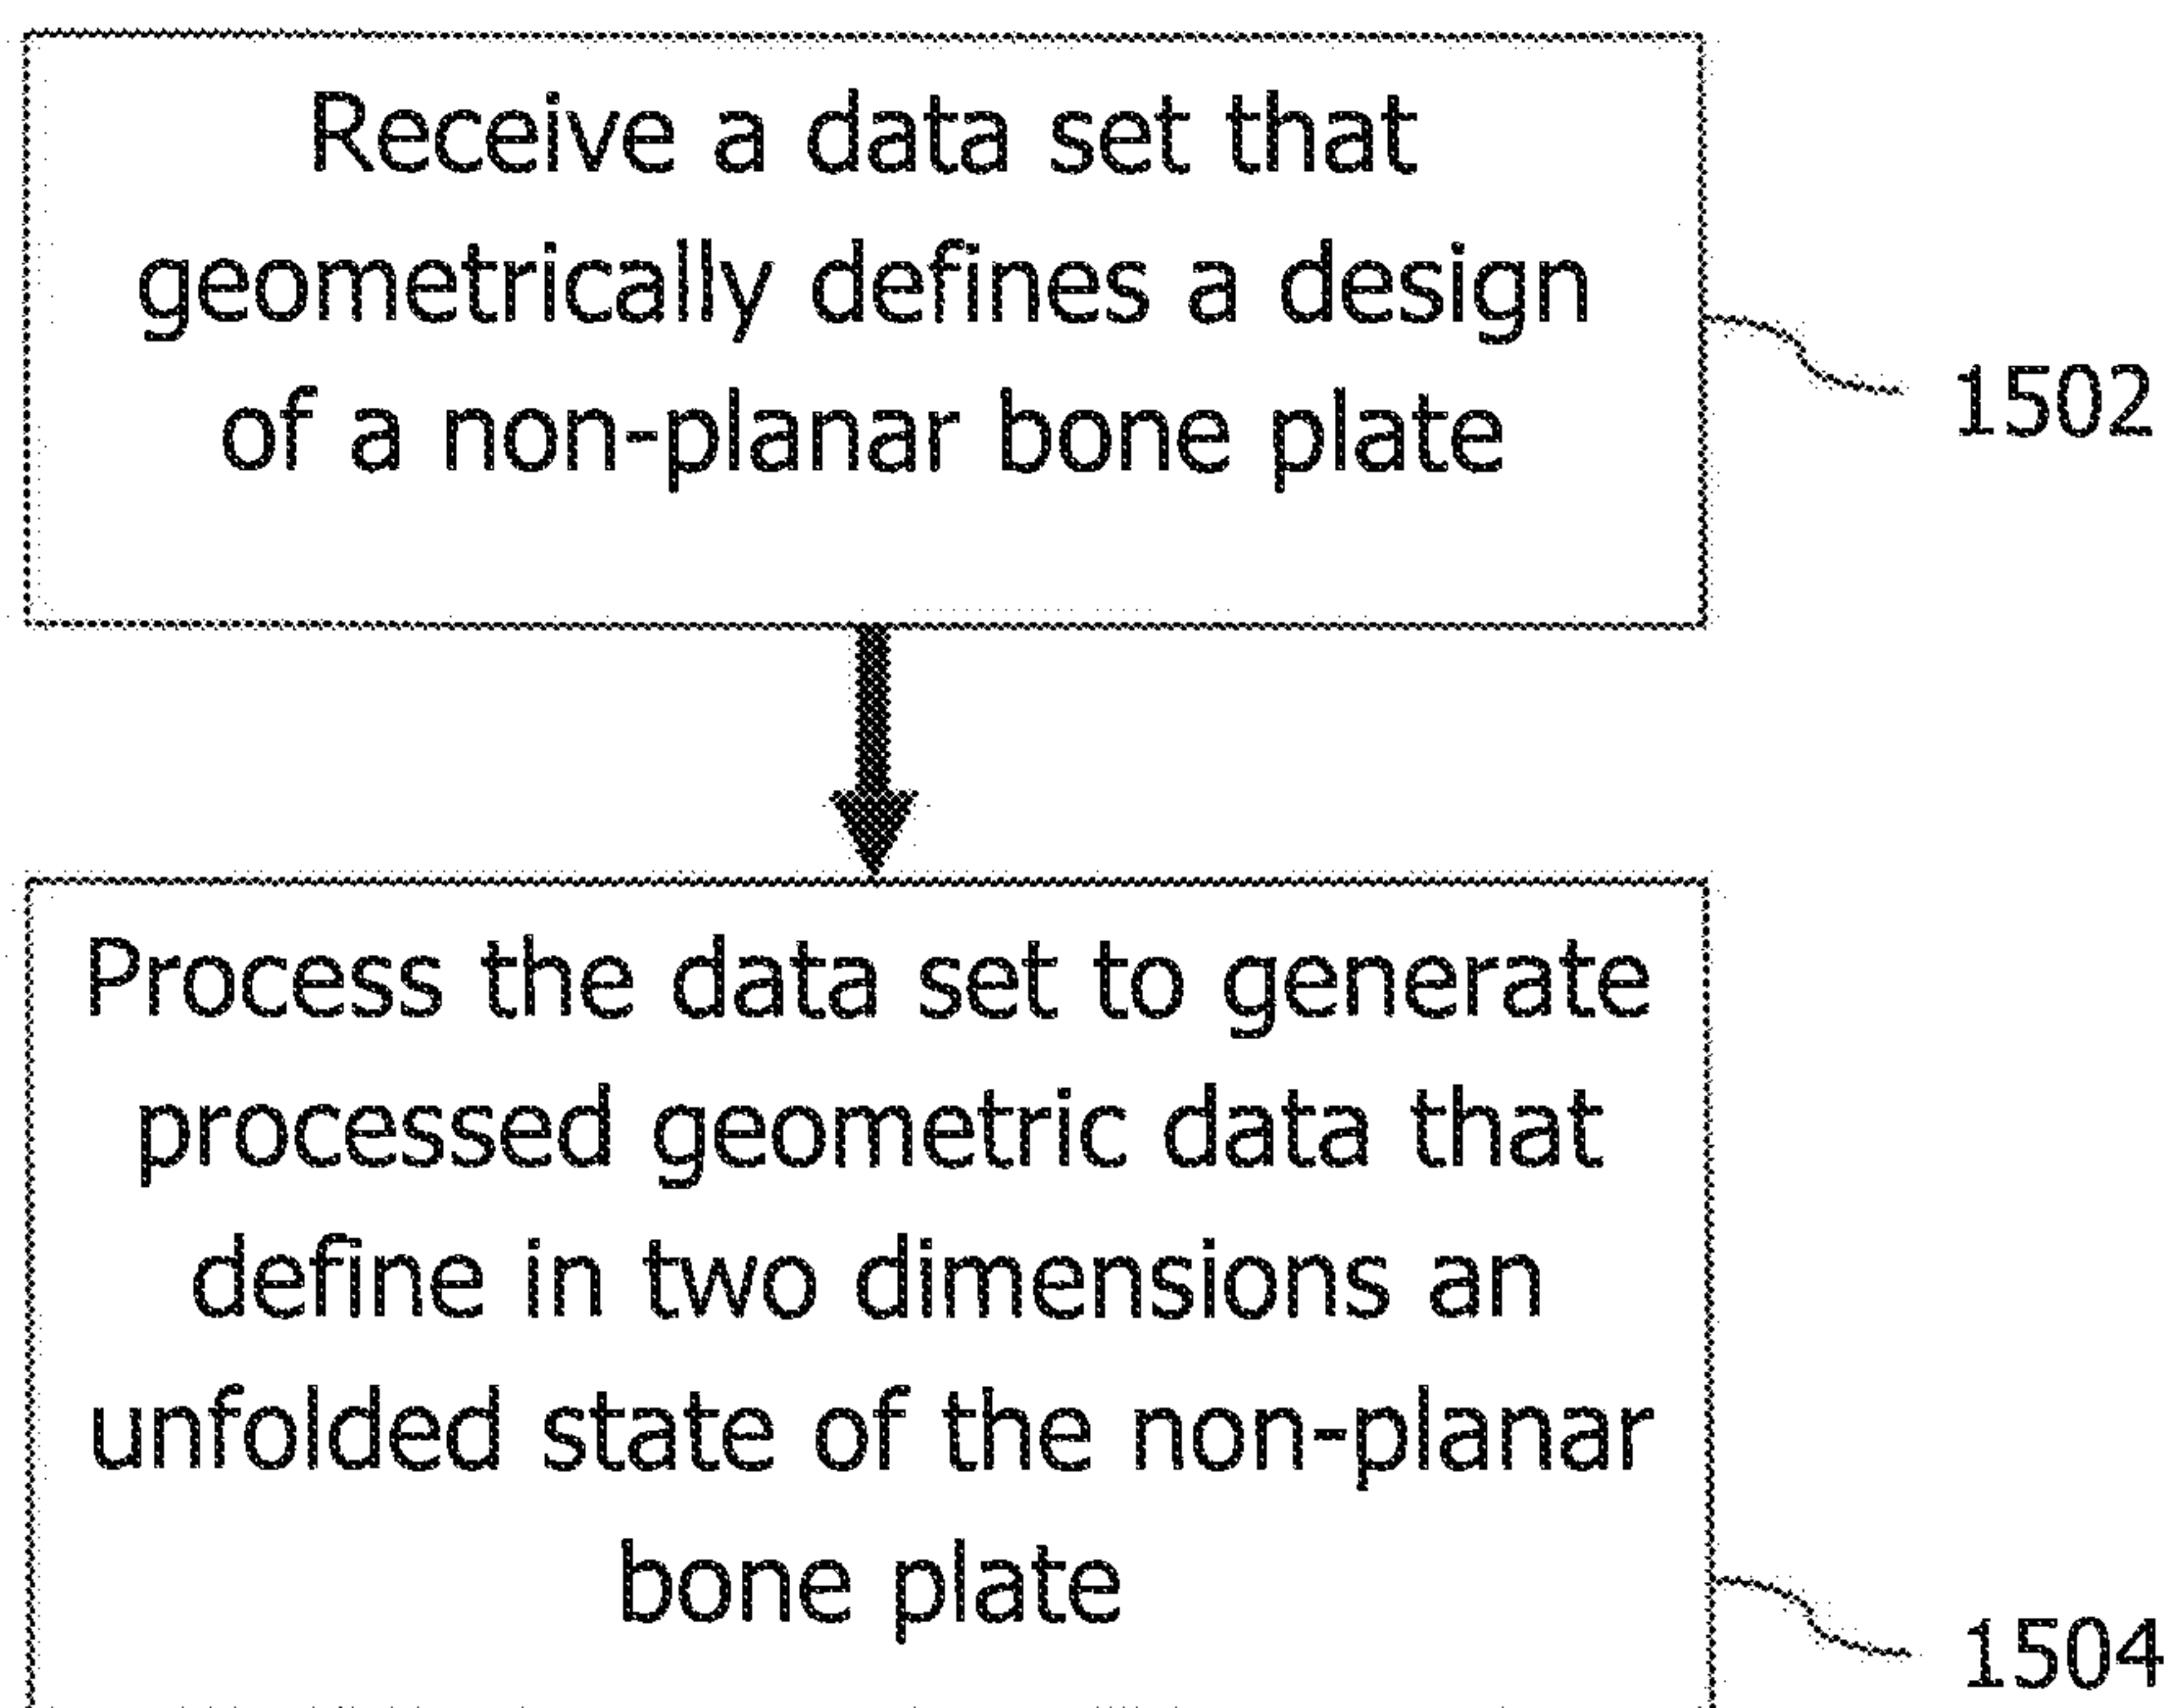 Receive a data set that
geometrically defines a design
of a non-planar bone plate
1502
Process the data set to generate
processed geometric data that
define in two dimensions an
unfolded state of the non-planar
bone plate
1504